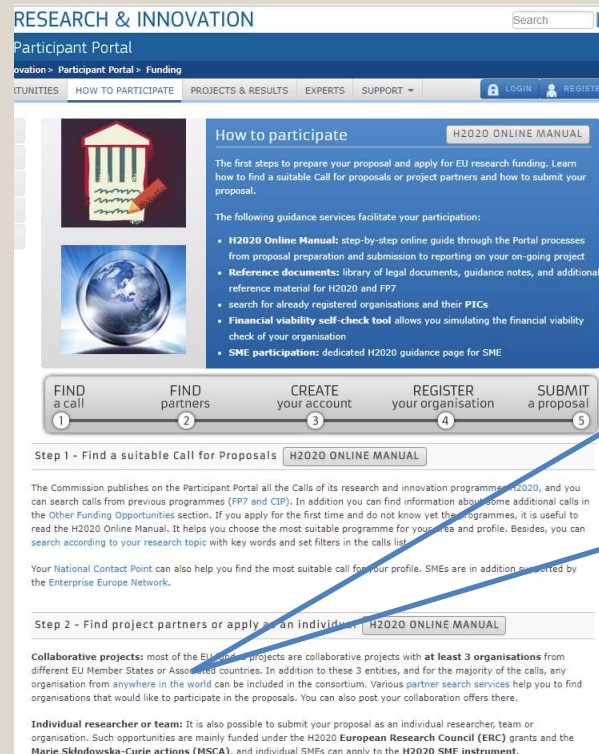 RESEARCH & INNOVATION
Search
Participant Portal
ovation > Participant Portal > Funding
TUNITIES HOW TO PARTICIPATE PROJECTS & RESULTS EXPERTS SUPPORT LOGIN REGISTE
How to participate H2020 ONLINE MANUAL
The first steps to prepare your proposal and apply for EU research funding. Learn
how to find a suitable Call for proposals or project partners and how to submit your
proposal.
The following guidance services facilitate your participation:
• H2020 Online Manual: step-by-step online guide through the Portal processes
from proposal preparation and submission to reporting on your on-going project
• Reference documents: library of legal documents, guidance notes, and additional
reference material for H2020 and FP7
• search for already registered organisations and their PICs
• Financial viability self-check tool allows you simulating the financial viability
check of your organisation
• SME participation: dedicated H2020 guidance page for SME
FIND FIND CREATE REGISTER SUBMIT
a call partners your account your organisation a proposal
1 2 3 4 5
Step 1 - Find a suitable Call for Proposals H2020 ONLINE MANUAL
The Commission publishes on the Participant Portal all the Calls of its research and innovation programmes H2020, and you
can search calls from previous programmes (FP7 and CIP). In addition you can find information about some additional calls in
the Other Funding Opportunities section. If you apply for the first time and do not know yet the programmes, it is useful to
read the H2020 Online Manual. It helps you choose the most suitable programme for your area and profile. Besides, you can
search according to your research topic with key words and set filters in the calls list.
Your National Contact Point can also help you find the most suitable call for your profile. SMEs are in addition supported by
the Enterprise Europe Network.
Step 2 - Find project partners or apply as an individual H2020 ONLINE MANUAL
Collaborative projects: most of the EU funded projects are collaborative projects with at least 3 organisations from
different EU Member States or Associated countries. In addition to these 3 entities, and for the majority of the calls, any
organisation from anywhere in the world can be included in the consortium. Various partner search services help you to find
organisations that would like to participate in the proposals. You can also post your collaboration offers there.
Individual researcher or team: It is also possible to submit your proposal as an individual researcher, team or
organisation. Such opportunities are mainly funded under the H2020 European Research Council (ERC) grants and the
Marie Skłodowska-Curie actions (MSCA), and individual SMEs can apply to the H2020 SME instrument.